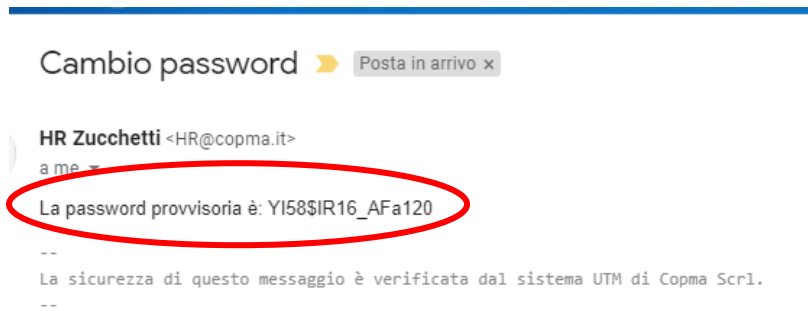 Cambio password Posta in arrivo x
HR Zucchetti <HR@copma.it>
a me
La password provvisoria è: YI58$IR16_AFa120
--
La sicurezza di questo messaggio è verificata dal sistema UTM di Copma Scrl.
--